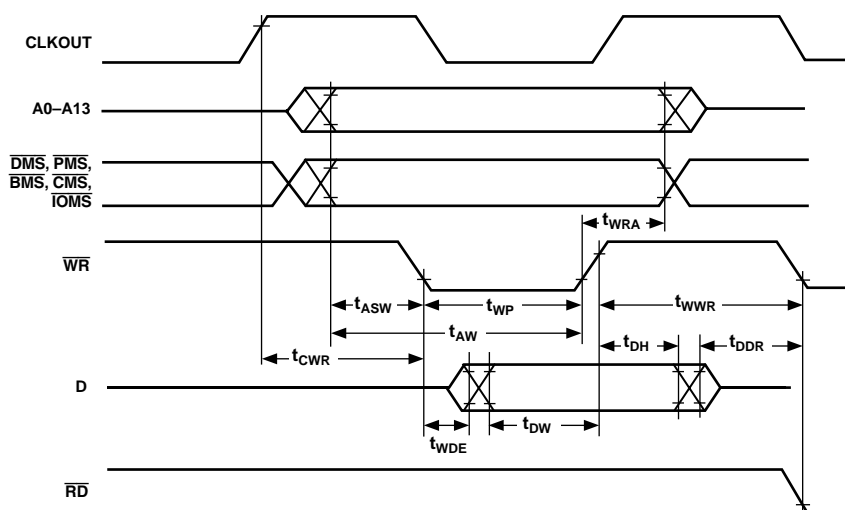 CLKOUT
A0–A13
DMS, PMS,
BMS, CMS,
IOMS
tWRA
WR
tASW
tWP
tWWR
tAW
tCWR
tDH
tDDR
D
tWDE
tDW
RD